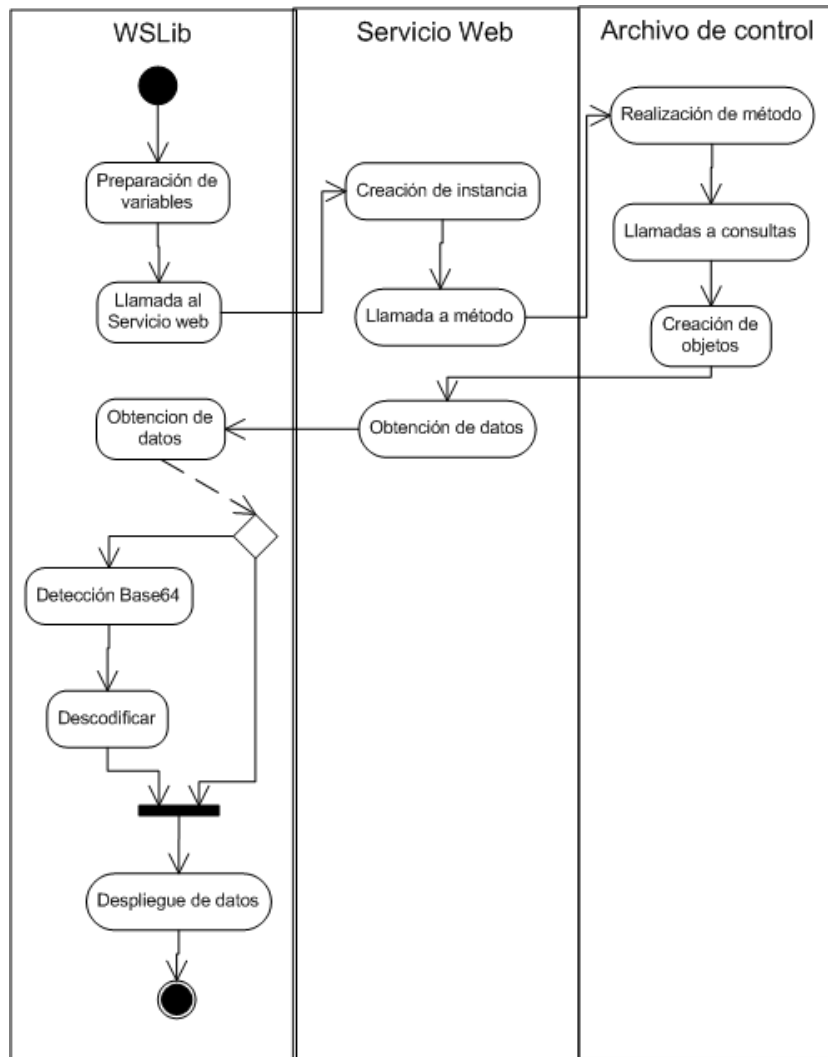 WSLib
Servicio Web
Archivo de control
Preparación de
variables
Llamada al
Servicio web
Creación de instancia
Llamada a método
Realización de método
Llamadas a consultas
Creación de
objetos
Obtención de datos
Obtencion de
datos
Detección Base64
Descodificar
Despliegue de datos